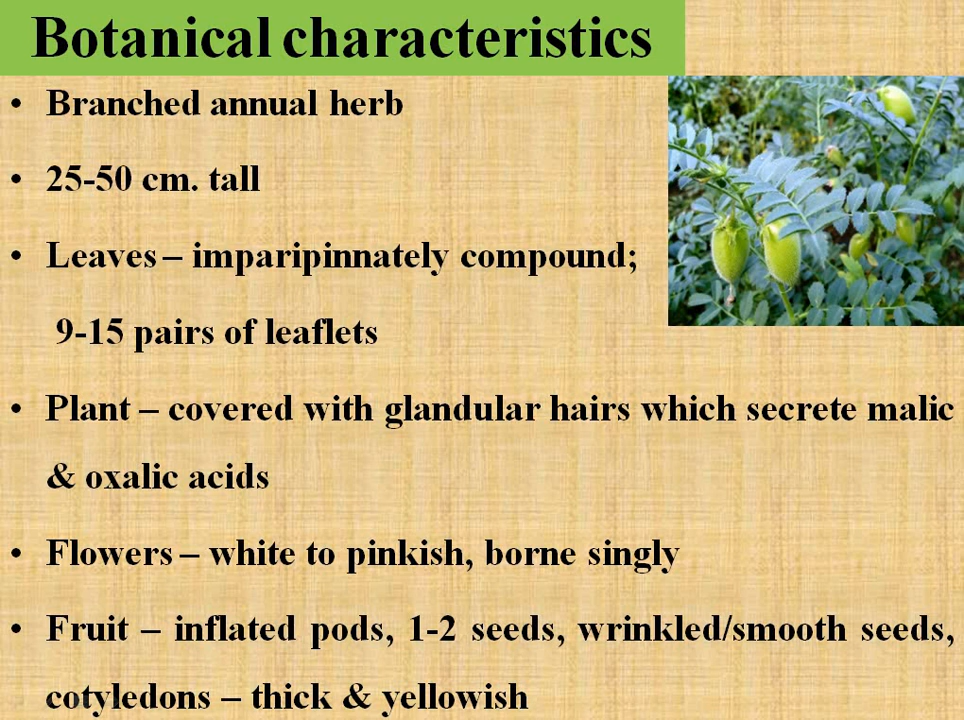 Botanical characteristics
• Branched annual herb
• 25-50 cm. tall
• Leaves – imparipinnately compound;
9-15 pairs of leaflets
• Plant – covered with glandular hairs which secrete malic
& oxalic acids
• Flowers – white to pinkish, borne singly
• Fruit – inflated pods, 1-2 seeds, wrinkled/smooth seeds,
cotyledons – thick & yellowish